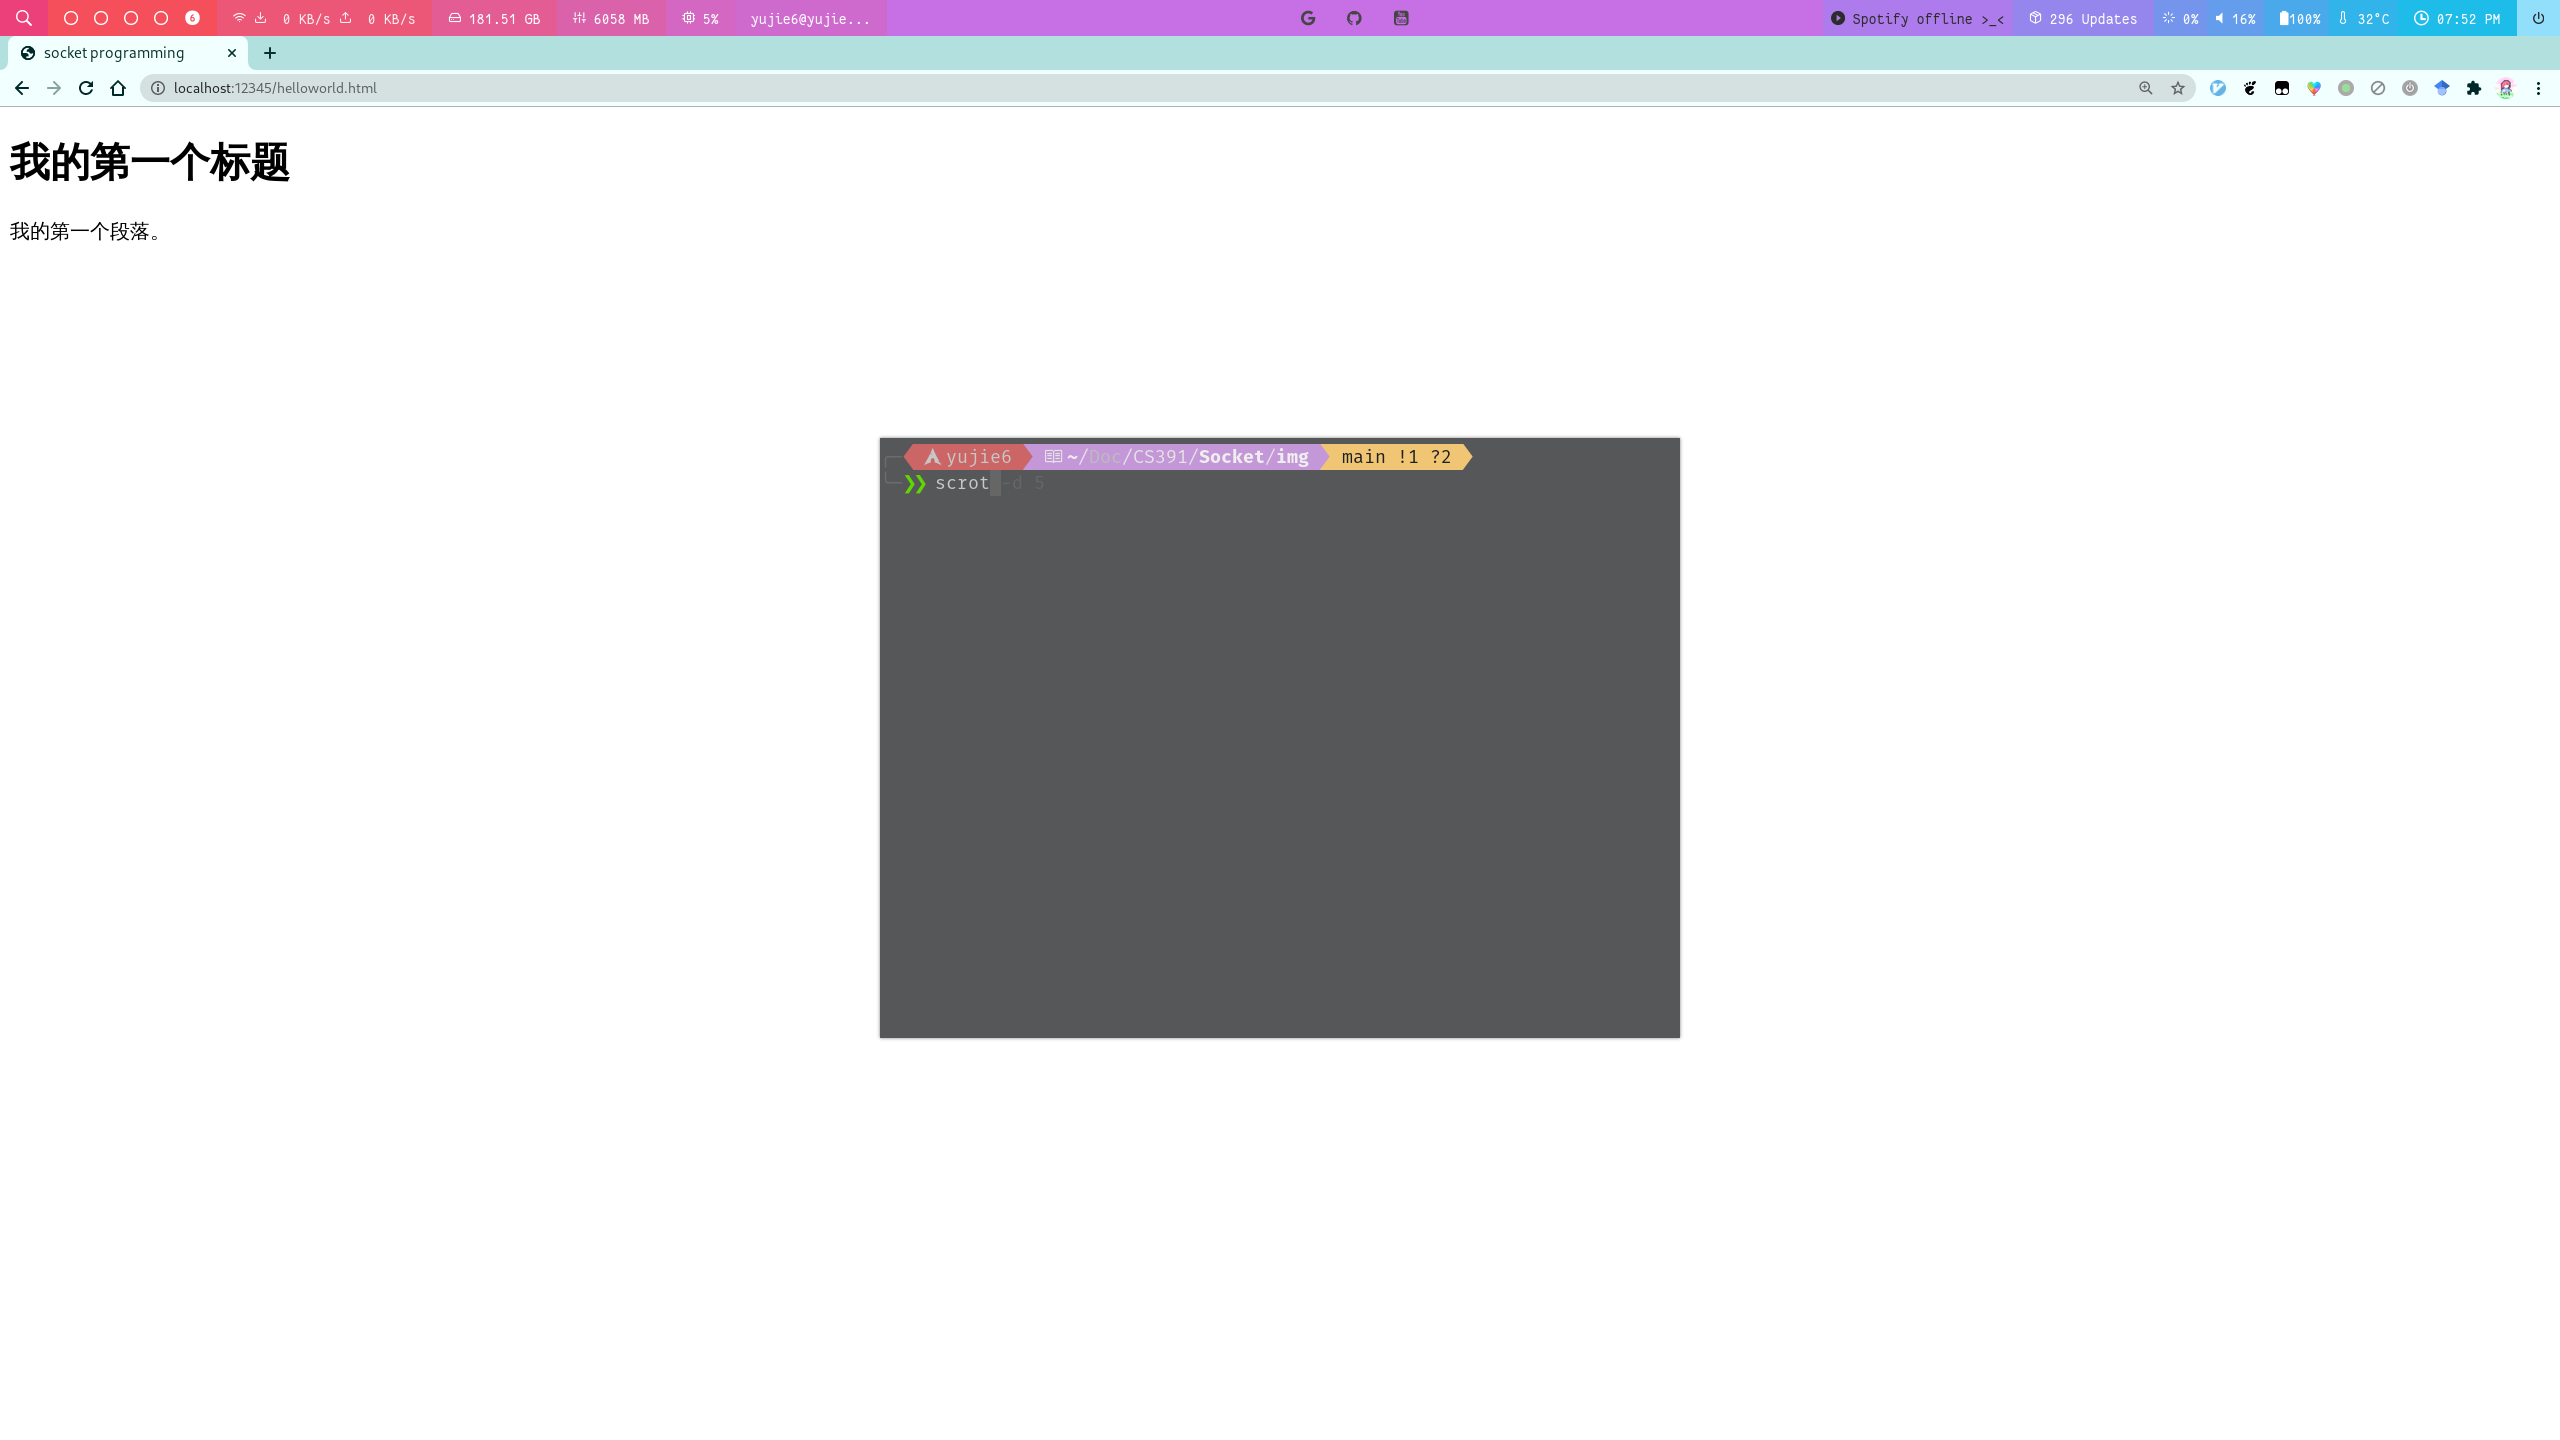 6 0 KB/s 0 KB/s 181.51 GB 6058 MB 5% yujie6@yujie... Spotify offline >_< 296 Updates 0% 16% 100% 32°C 07:52 PM
socket programming
localhost:12345/helloworld.html
我的第一个标题
我的第一个段落。
yujie6 ~/Doc/CS391/Socket/img main !1 ?2
❯❯ scrot -d 5